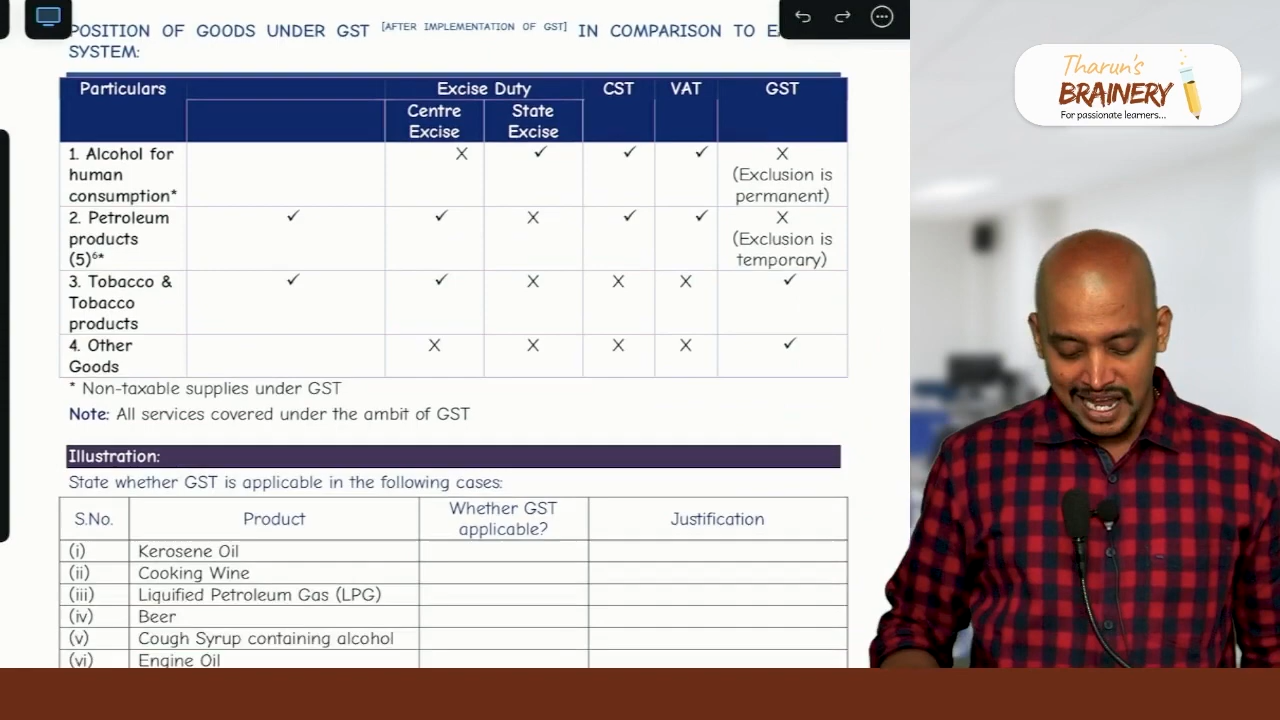 POSITION OF GOODS UNDER GST [AFTER IMPLEMENTATION OF GST] IN COMPARISON TO
SYSTEM:
Particulars Excise Duty CST VAT GST
Centre Excise State Excise
1. Alcohol for human consumption* X ✓ ✓ ✓ X (Exclusion is permanent)
2. Petroleum products (5)⁶* ✓ ✓ X ✓ ✓ X (Exclusion is temporary)
3. Tobacco & Tobacco products ✓ ✓ X X X ✓
4. Other Goods X X X X ✓
* Non-taxable supplies under GST
Note: All services covered under the ambit of GST
Illustration:
State whether GST is applicable in the following cases:
S.No. Product Whether GST applicable? Justification
(i) Kerosene Oil
(ii) Cooking Wine
(iii) Liquified Petroleum Gas (LPG)
(iv) Beer
(v) Cough Syrup containing alcohol
(vi) Engine Oil
Tharun's
BRAINERY
For passionate learners...